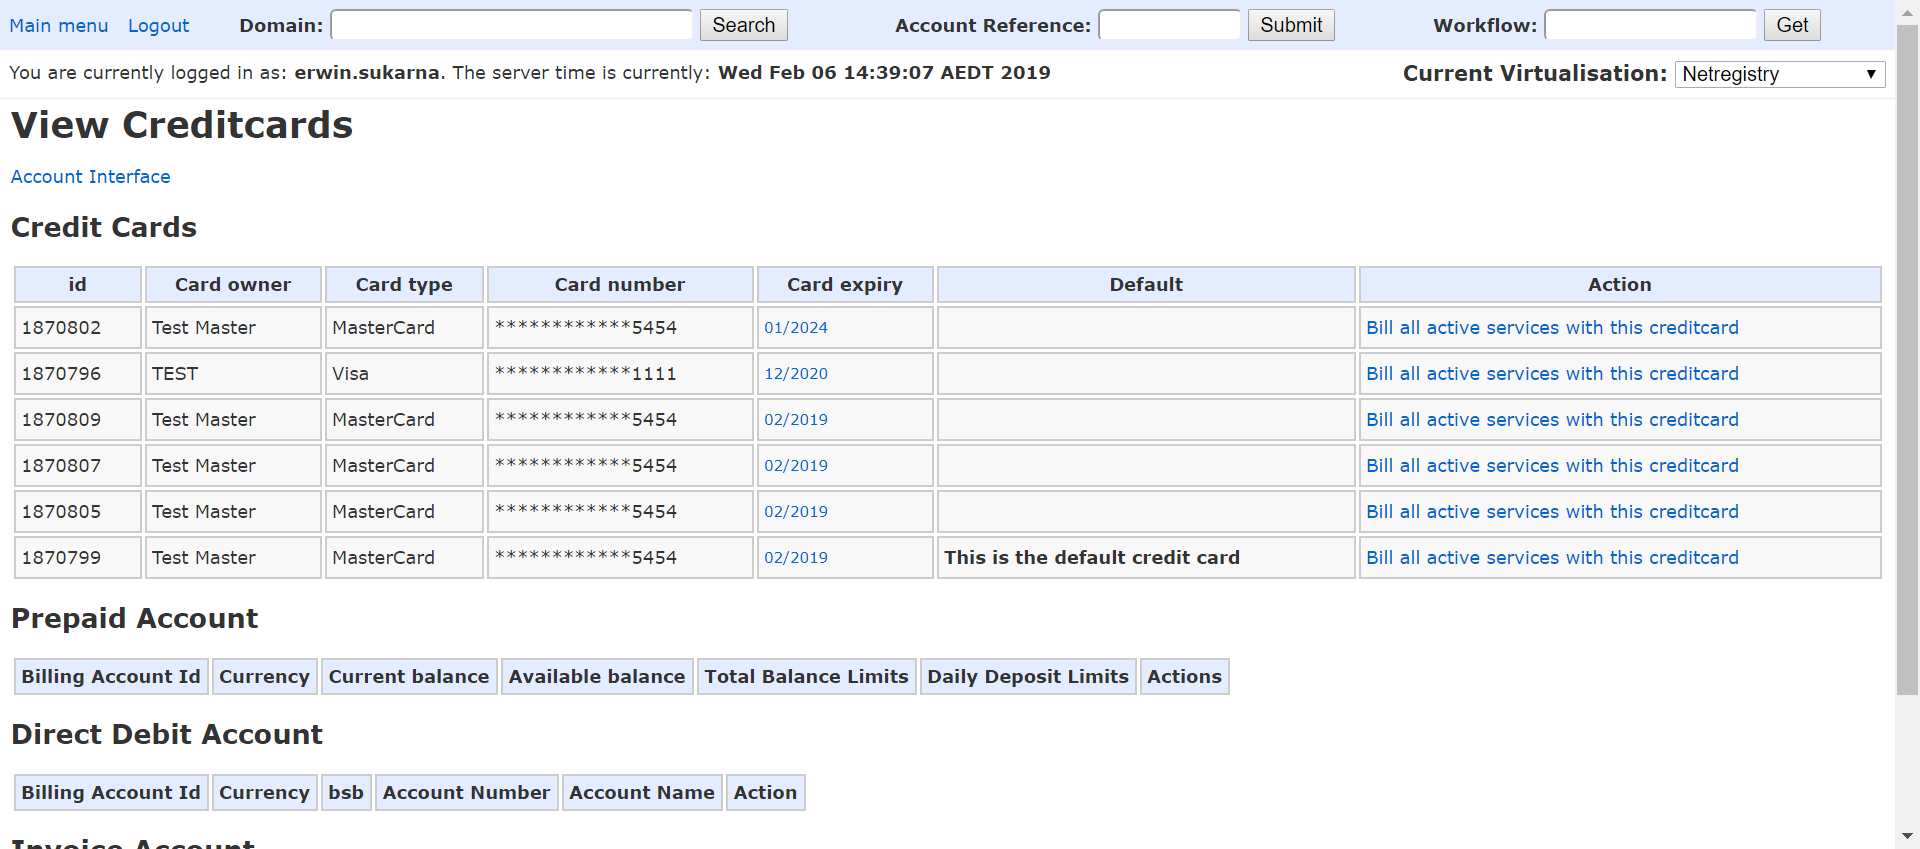 Main menu Logout Domain: Search Account Reference: Submit Workflow: Get
You are currently logged in as: erwin.sukarna. The server time is currently: Wed Feb 06 14:39:07 AEDT 2019 Current Virtualisation: Netregistry
View Creditcards
Account Interface
Credit Cards
id Card owner Card type Card number Card expiry Default Action
1870802 Test Master MasterCard ************5454 01/2024 Bill all active services with this creditcard
1870796 TEST Visa ************1111 12/2020 Bill all active services with this creditcard
1870809 Test Master MasterCard ************5454 02/2019 Bill all active services with this creditcard
1870807 Test Master MasterCard ************5454 02/2019 Bill all active services with this creditcard
1870805 Test Master MasterCard ************5454 02/2019 Bill all active services with this creditcard
1870799 Test Master MasterCard ************5454 02/2019 This is the default credit card Bill all active services with this creditcard
Prepaid Account
Billing Account Id Currency Current balance Available balance Total Balance Limits Daily Deposit Limits Actions
Direct Debit Account
Billing Account Id Currency bsb Account Number Account Name Action
Invoice Account